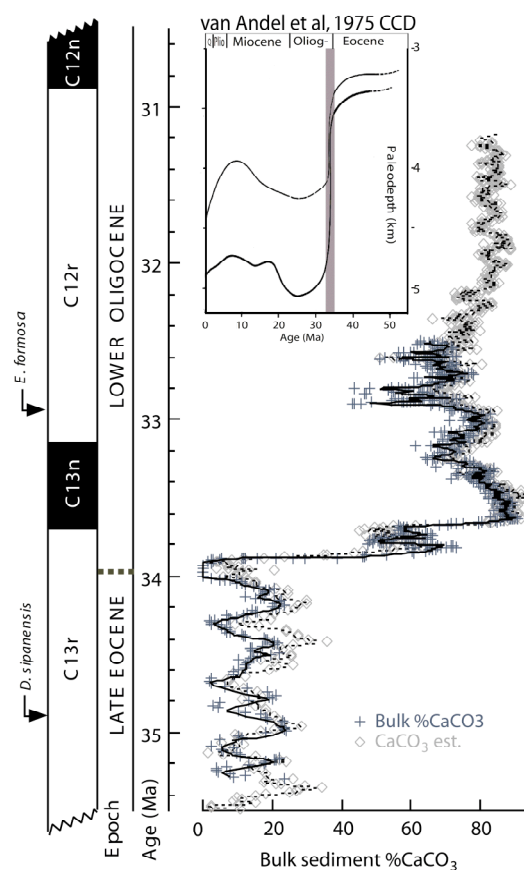 van Andel et al, 1975 CCD
Q Plio Miocene Oligo- Eocene
-3
-4
-5
Paleodepth (km)
0 10 20 30 40 50
Age (Ma)
C12n
C12r
C13n
C13r
E. formosa
D. sipanensis
LOWER OLIGOCENE
LATE EOCENE
Epoch
31
32
33
34
35
Age (Ma)
Bulk %CaCO3
CaCO3 est.
0 20 40 60 80
Bulk sediment %CaCO3